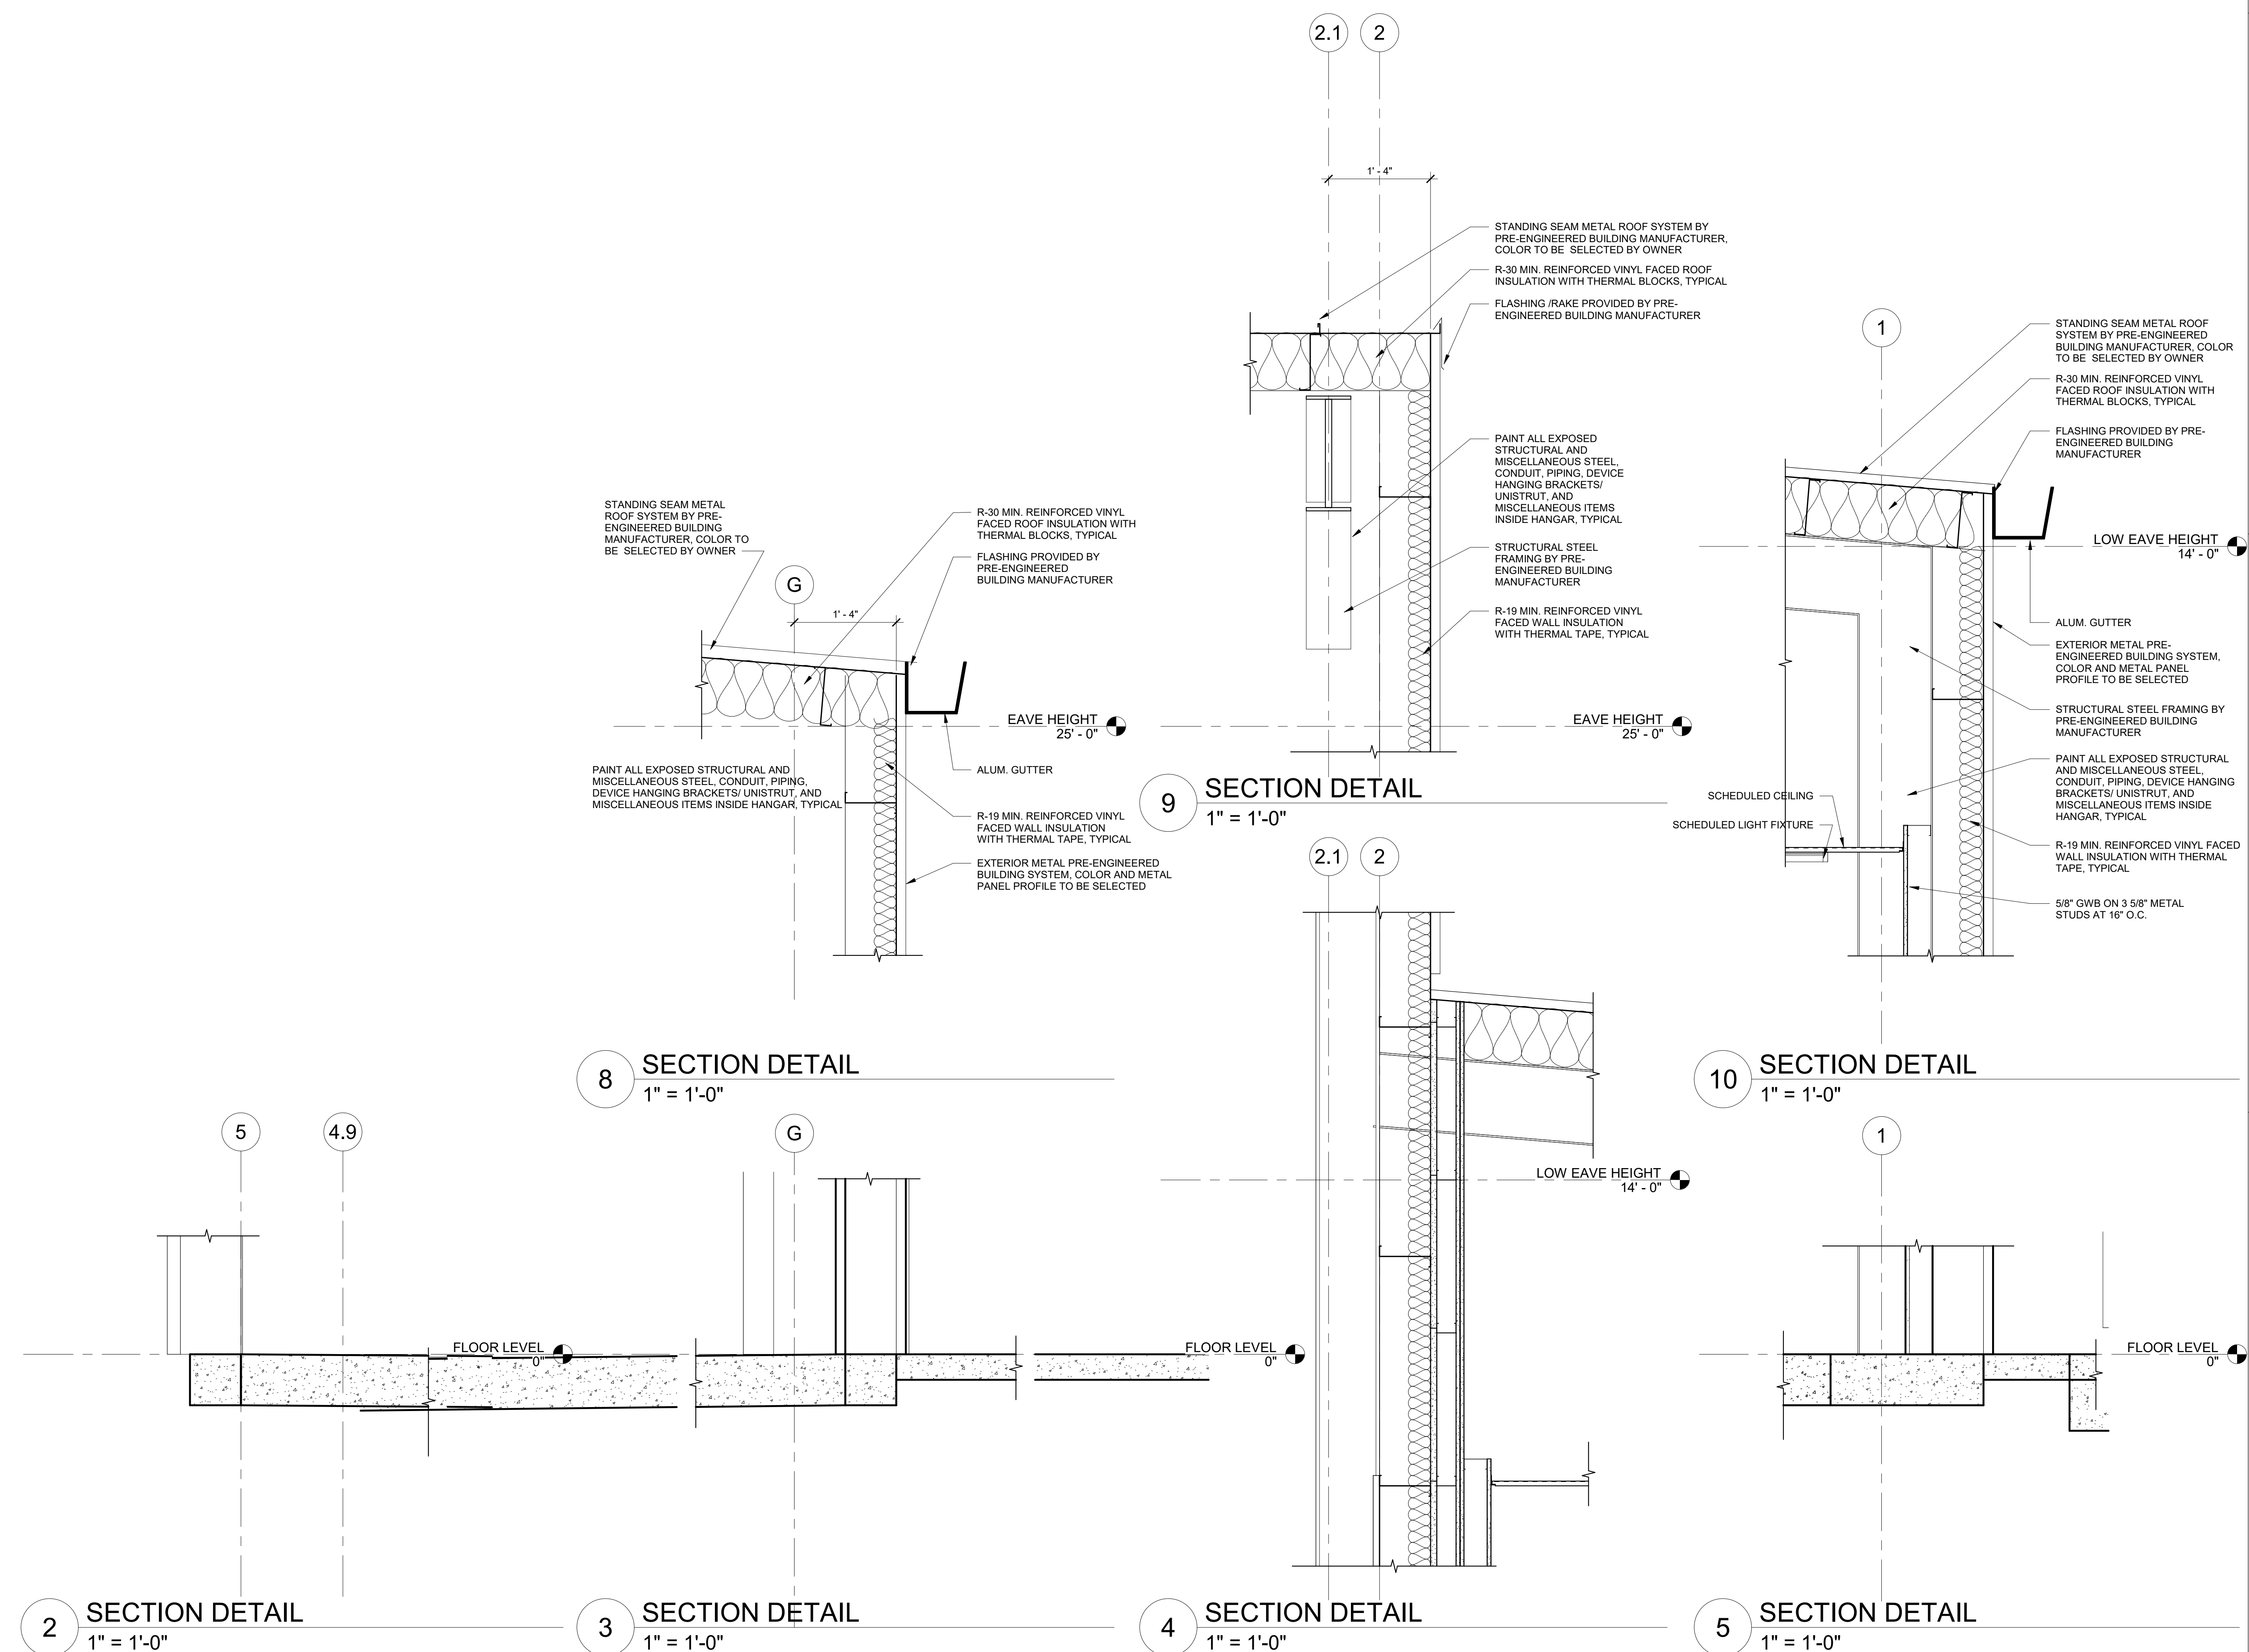 2.1
2
1' - 4"
STANDING SEAM METAL ROOF SYSTEM BY
PRE-ENGINEERED BUILDING MANUFACTURER,
COLOR TO BE  SELECTED BY OWNER
R-30 MIN. REINFORCED VINYL FACED ROOF
INSULATION WITH THERMAL BLOCKS, TYPICAL
FLASHING /RAKE PROVIDED BY PRE-
ENGINEERED BUILDING MANUFACTURER
PAINT ALL EXPOSED
STRUCTURAL AND
MISCELLANEOUS STEEL,
CONDUIT, PIPING, DEVICE
HANGING BRACKETS/
UNISTRUT, AND
MISCELLANEOUS ITEMS
INSIDE HANGAR, TYPICAL
STRUCTURAL STEEL
FRAMING BY PRE-
ENGINEERED BUILDING
MANUFACTURER
R-19 MIN. REINFORCED VINYL
FACED WALL INSULATION
WITH THERMAL TAPE, TYPICAL
EAVE HEIGHT
25' - 0"
9
SECTION DETAIL
1" = 1'-0"
STANDING SEAM METAL
ROOF SYSTEM BY PRE-
ENGINEERED BUILDING
MANUFACTURER, COLOR TO
BE  SELECTED BY OWNER
G
1' - 4"
R-30 MIN. REINFORCED VINYL
FACED ROOF INSULATION WITH
THERMAL BLOCKS, TYPICAL
FLASHING PROVIDED BY
PRE-ENGINEERED
BUILDING MANUFACTURER
EAVE HEIGHT
25' - 0"
PAINT ALL EXPOSED STRUCTURAL AND
MISCELLANEOUS STEEL, CONDUIT, PIPING,
DEVICE HANGING BRACKETS/ UNISTRUT, AND
MISCELLANEOUS ITEMS INSIDE HANGAR, TYPICAL
ALUM. GUTTER
R-19 MIN. REINFORCED VINYL
FACED WALL INSULATION
WITH THERMAL TAPE, TYPICAL
EXTERIOR METAL PRE-ENGINEERED
BUILDING SYSTEM, COLOR AND METAL
PANEL PROFILE TO BE SELECTED
8
SECTION DETAIL
1" = 1'-0"
1
STANDING SEAM METAL ROOF
SYSTEM BY PRE-ENGINEERED
BUILDING MANUFACTURER, COLOR
TO BE  SELECTED BY OWNER
R-30 MIN. REINFORCED VINYL
FACED ROOF INSULATION WITH
THERMAL BLOCKS, TYPICAL
FLASHING PROVIDED BY PRE-
ENGINEERED BUILDING
MANUFACTURER
LOW EAVE HEIGHT
14' - 0"
ALUM. GUTTER
EXTERIOR METAL PRE-
ENGINEERED BUILDING SYSTEM,
COLOR AND METAL PANEL
PROFILE TO BE SELECTED
STRUCTURAL STEEL FRAMING BY
PRE-ENGINEERED BUILDING
MANUFACTURER
PAINT ALL EXPOSED STRUCTURAL
AND MISCELLANEOUS STEEL,
CONDUIT, PIPING, DEVICE HANGING
BRACKETS/ UNISTRUT, AND
MISCELLANEOUS ITEMS INSIDE
HANGAR, TYPICAL
SCHEDULED CEILING
SCHEDULED LIGHT FIXTURE
R-19 MIN. REINFORCED VINYL FACED
WALL INSULATION WITH THERMAL
TAPE, TYPICAL
5/8" GWB ON 3 5/8" METAL
STUDS AT 16" O.C.
10
SECTION DETAIL
1" = 1'-0"
5
4.9
FLOOR LEVEL
0"
2
SECTION DETAIL
1" = 1'-0"
G
FLOOR LEVEL
0"
3
SECTION DETAIL
1" = 1'-0"
2.1
2
LOW EAVE HEIGHT
14' - 0"
4
SECTION DETAIL
1" = 1'-0"
1
FLOOR LEVEL
0"
5
SECTION DETAIL
1" = 1'-0"